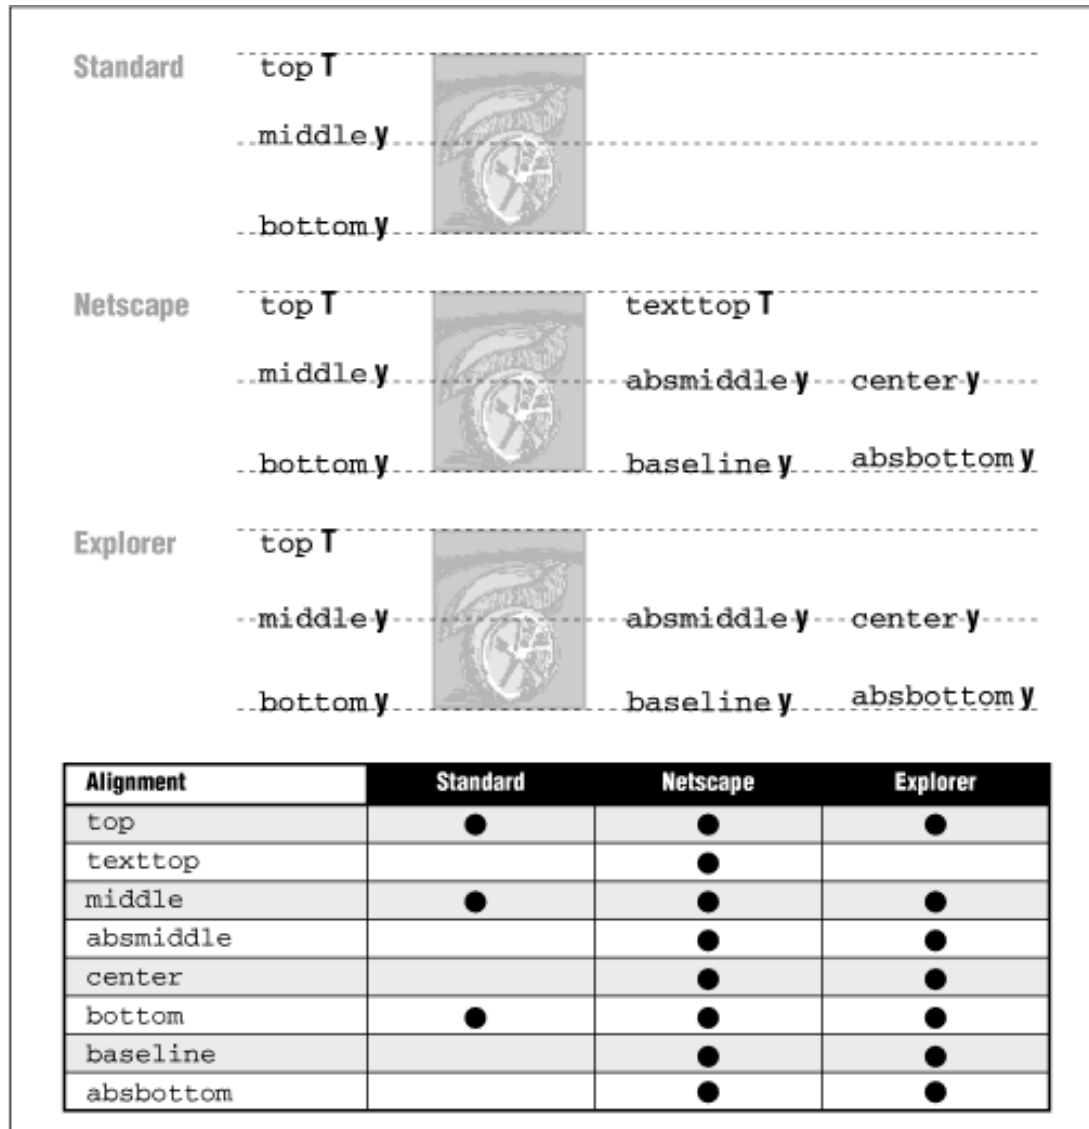 Standard top T
middle y
bottom y
Netscape top T texttop T
middle y absmiddle y center y
bottom y baseline y absbottom y
Explorer top T
middle y absmiddle y center y
bottom y baseline y absbottom y
Alignment Standard Netscape Explorer
top ● ● ●
texttop ●
middle ● ● ●
absmiddle ● ●
center ● ●
bottom ● ● ●
baseline ● ●
absbottom ● ●